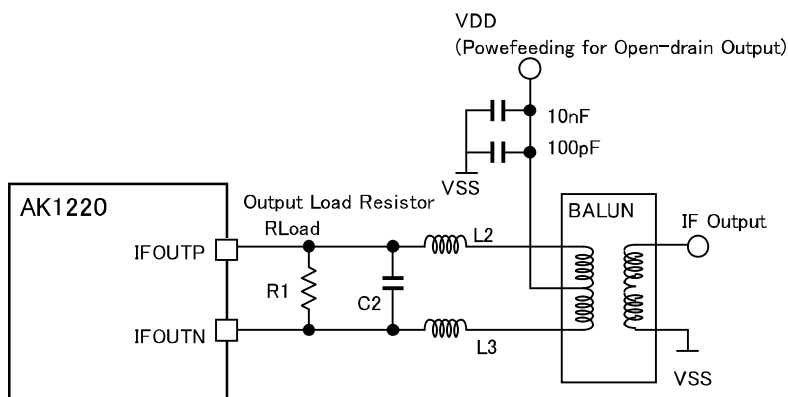 VDD
(Powefeeding for Open-drain Output)
10nF
100pF
VSS
AK1220
Output Load Resistor
RLoad
L2
BALUN
IF Output
IFOUTP
R1
C2
IFOUTN
L3
VSS